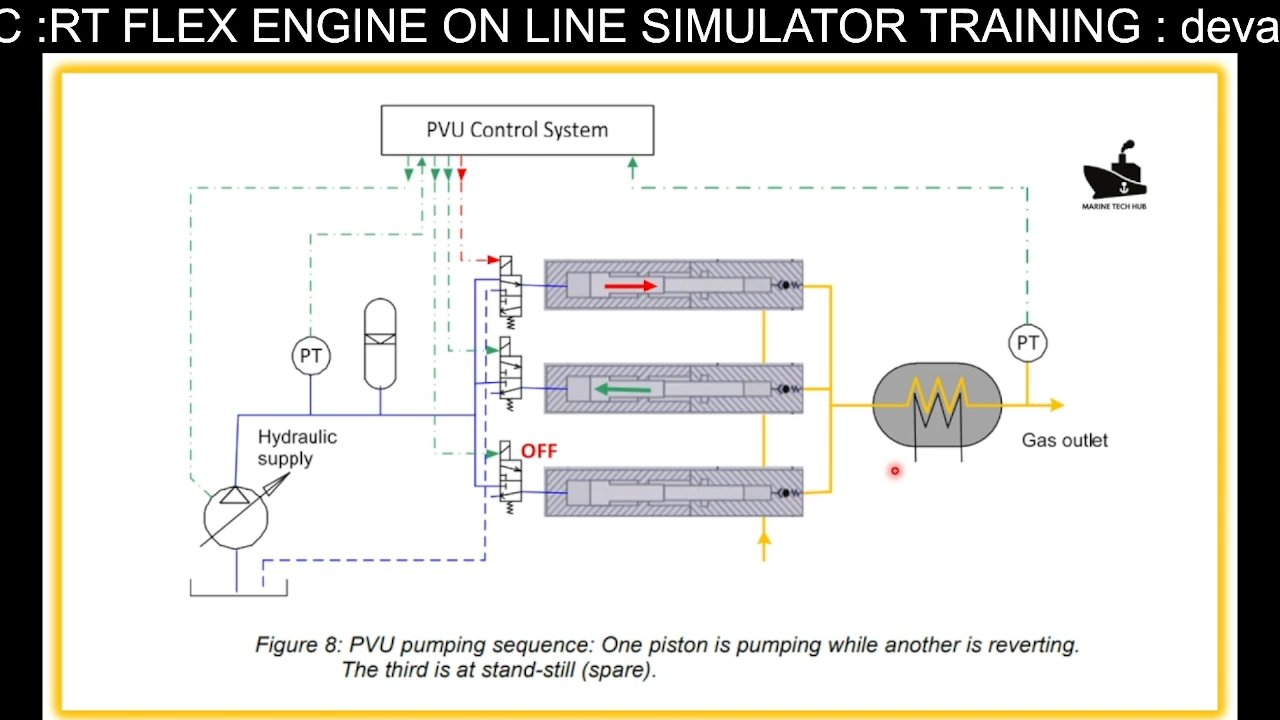 C :RT FLEX ENGINE ON LINE SIMULATOR TRAINING : deva
PVU Control System
MARINE TECH HUB
PT
PT
OFF
Hydraulic
supply
Gas outlet
Figure 8: PVU pumping sequence: One piston is pumping while another is reverting.
The third is at stand-still (spare).